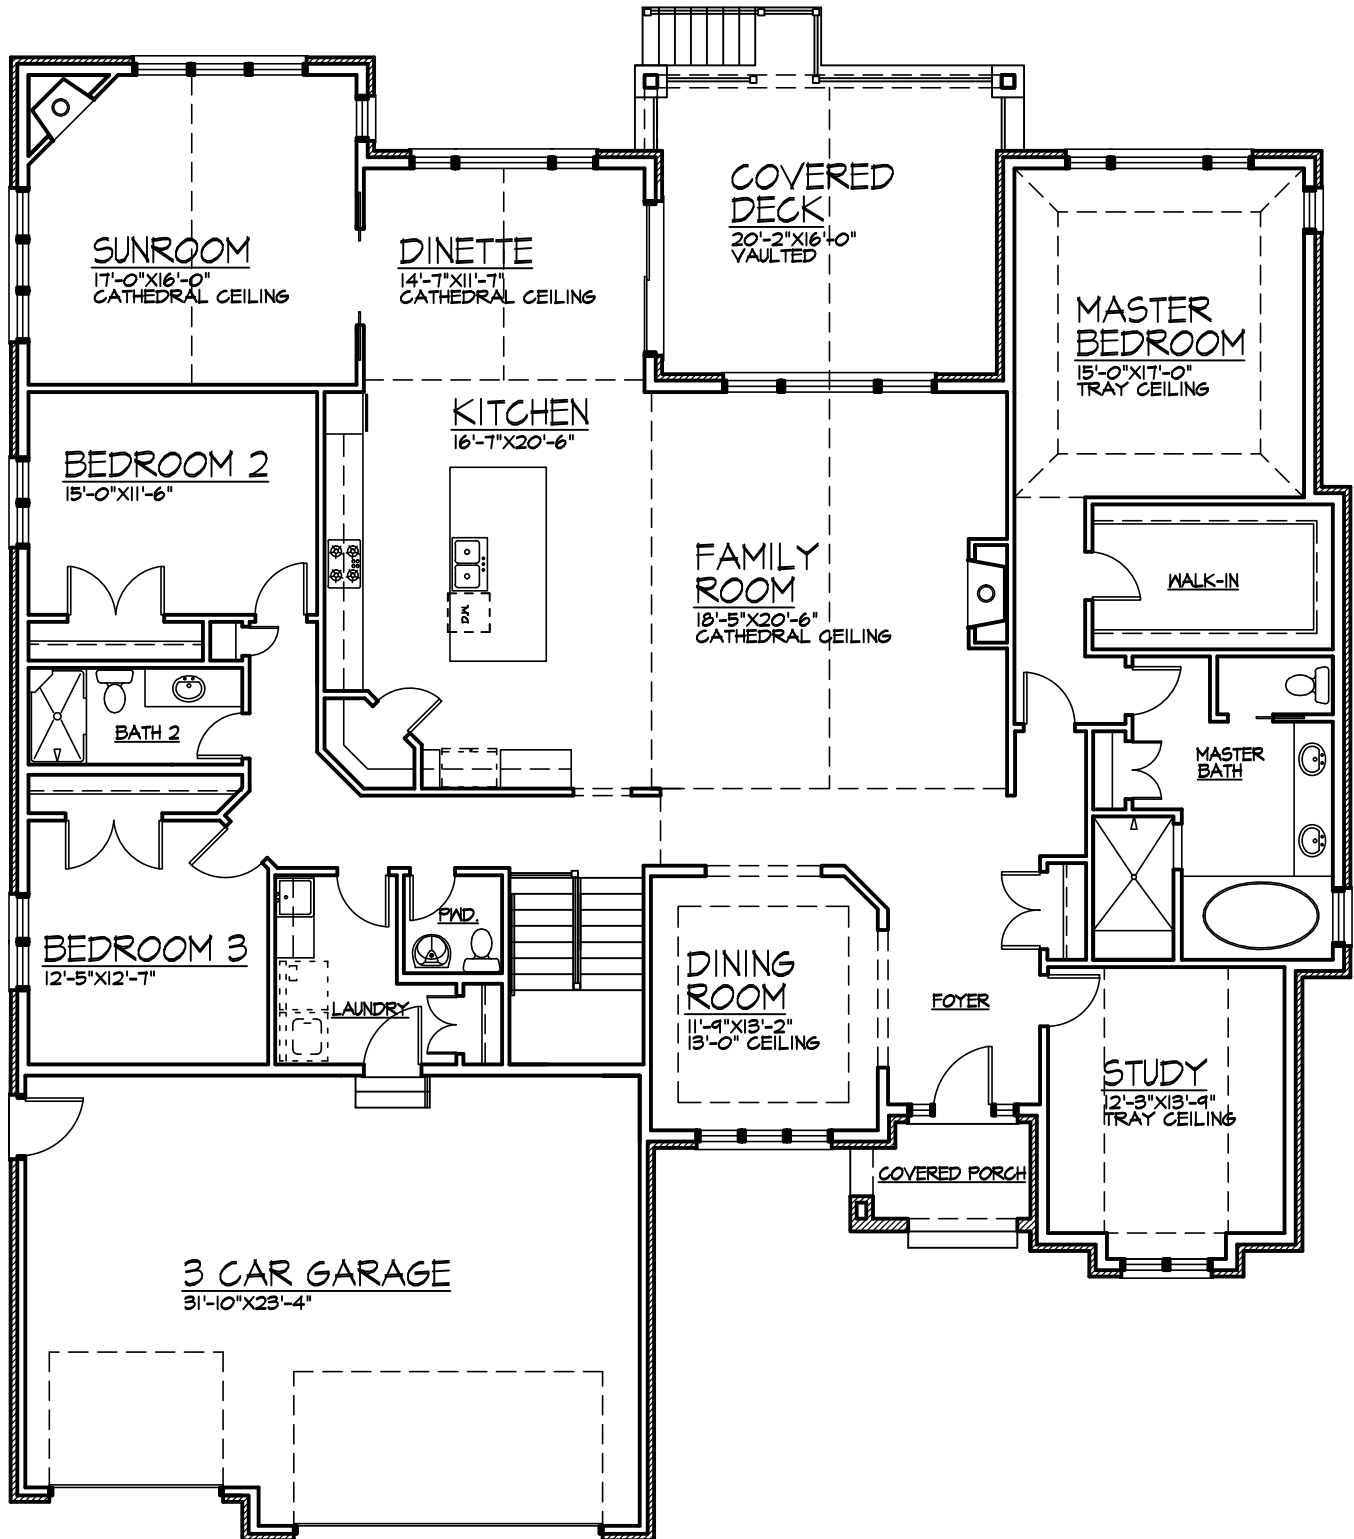 COVERED
DECK
20'-2"X16'-0"
VAULTED
SUNROOM
17'-0"X16'-0"
CATHEDRAL CEILING
DINETTE
14'-7"X11'-7"
CATHEDRAL CEILING
MASTER
BEDROOM
15'-0"X17'-0"
TRAY CEILING
KITCHEN
16'-7"X20'-6"
BEDROOM 2
15'-0"X11'-6"
FAMILY
ROOM
18'-5"X20'-6"
CATHEDRAL CEILING
WALK-IN
DW
BATH 2
MASTER
BATH
PWD.
BEDROOM 3
12'-5"X12'-7"
LAUNDRY
DINING
ROOM
11'-9"X13'-2"
13'-0" CEILING
FOYER
STUDY
12'-3"X13'-9"
TRAY CEILING
COVERED PORCH
3 CAR GARAGE
31'-10"X23'-4"